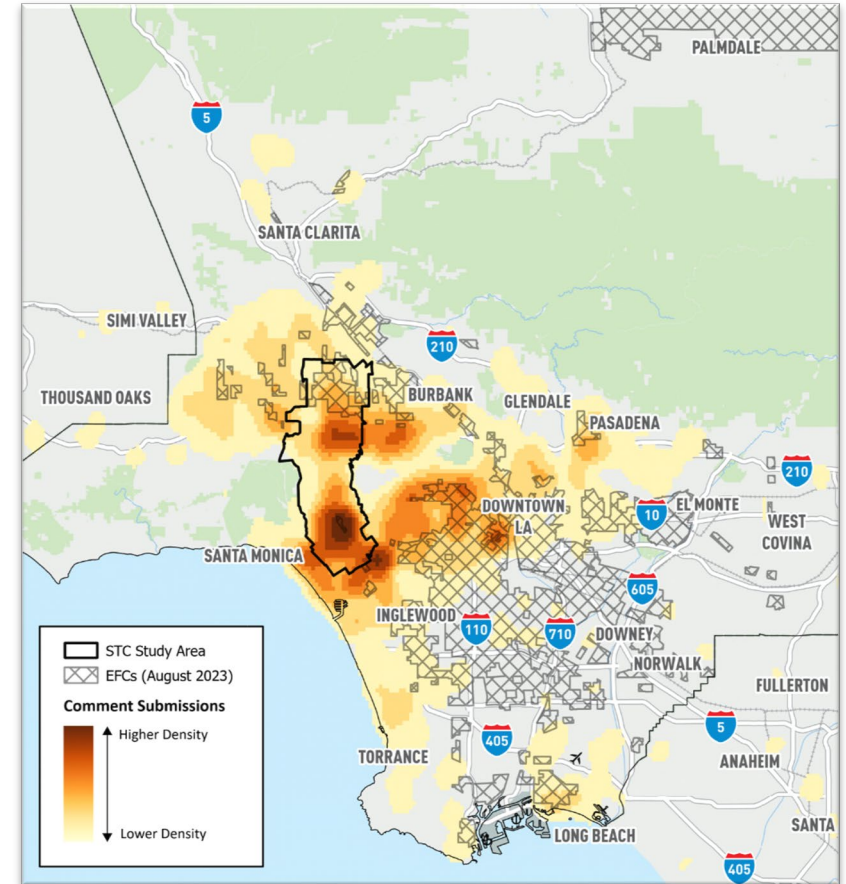 PALMDALE
5
SANTA CLARITA
SIMI VALLEY
210
THOUSAND OAKS
BURBANK
GLENDALE
PASADENA
210
DOWNTOWN
LA
10
EL MONTE
WEST
COVINA
SANTA MONICA
605
INGLEWOOD
110
710
DOWNEY
NORWALK
FULLERTON
5
405
ANAHEIM
TORRANCE
LONG BEACH
SANTA
405
STC Study Area
EFCs (August 2023)
Comment Submissions
Higher Density
Lower Density